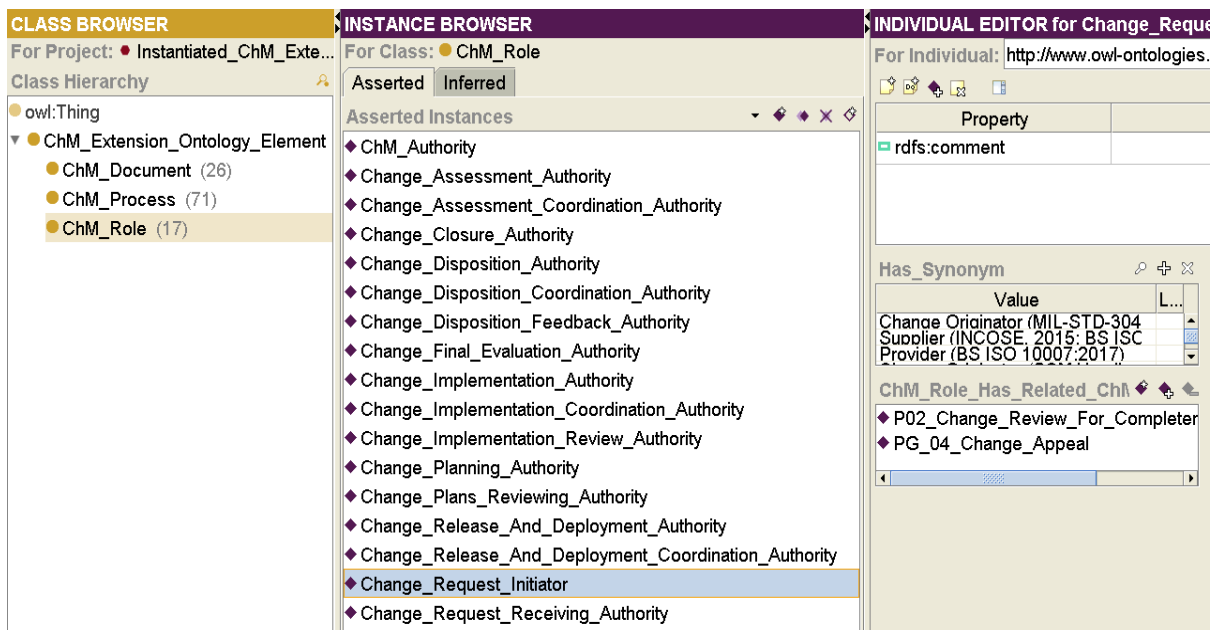 CLASS BROWSER
For Project: Instantiated_ChM_Exte...
Class Hierarchy
owl:Thing
ChM_Extension_Ontology_Element
ChM_Document (26)
ChM_Process (71)
ChM_Role (17)
INSTANCE BROWSER
For Class: ChM_Role
Asserted Inferred
Asserted Instances
ChM_Authority
Change_Assessment_Authority
Change_Assessment_Coordination_Authority
Change_Closure_Authority
Change_Disposition_Authority
Change_Disposition_Coordination_Authority
Change_Disposition_Feedback_Authority
Change_Final_Evaluation_Authority
Change_Implementation_Authority
Change_Implementation_Coordination_Authority
Change_Implementation_Review_Authority
Change_Planning_Authority
Change_Plans_Reviewing_Authority
Change_Release_And_Deployment_Authority
Change_Release_And_Deployment_Coordination_Authority
Change_Request_Initiator
Change_Request_Receiving_Authority
INDIVIDUAL EDITOR for Change_Reque
For Individual: http://www.owl-ontologies.
Property
rdfs:comment
Has_Synonym
Value L...
Change Originator (MIL-STD-304
Supplier (INCOSE, 2015; BS ISC
Provider (BS ISO 10007:2017)
ChM_Role_Has_Related_ChM
P02_Change_Review_For_Completer
PG_04_Change_Appeal